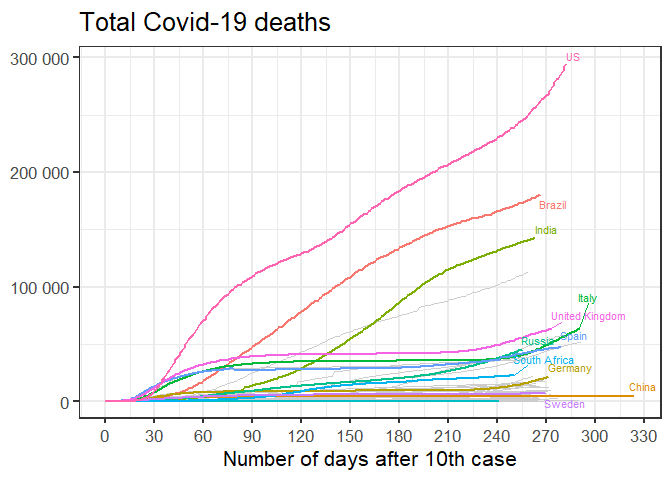 Total Covid-19 deaths
300 000
200 000
100 000
0
US
Brazil
India
Italy
United Kingdom
Spain
Russia
South Africa
Germany
China
Sweden
0 30 60 90 120 150 180 210 240 270 300 330
Number of days after 10th case